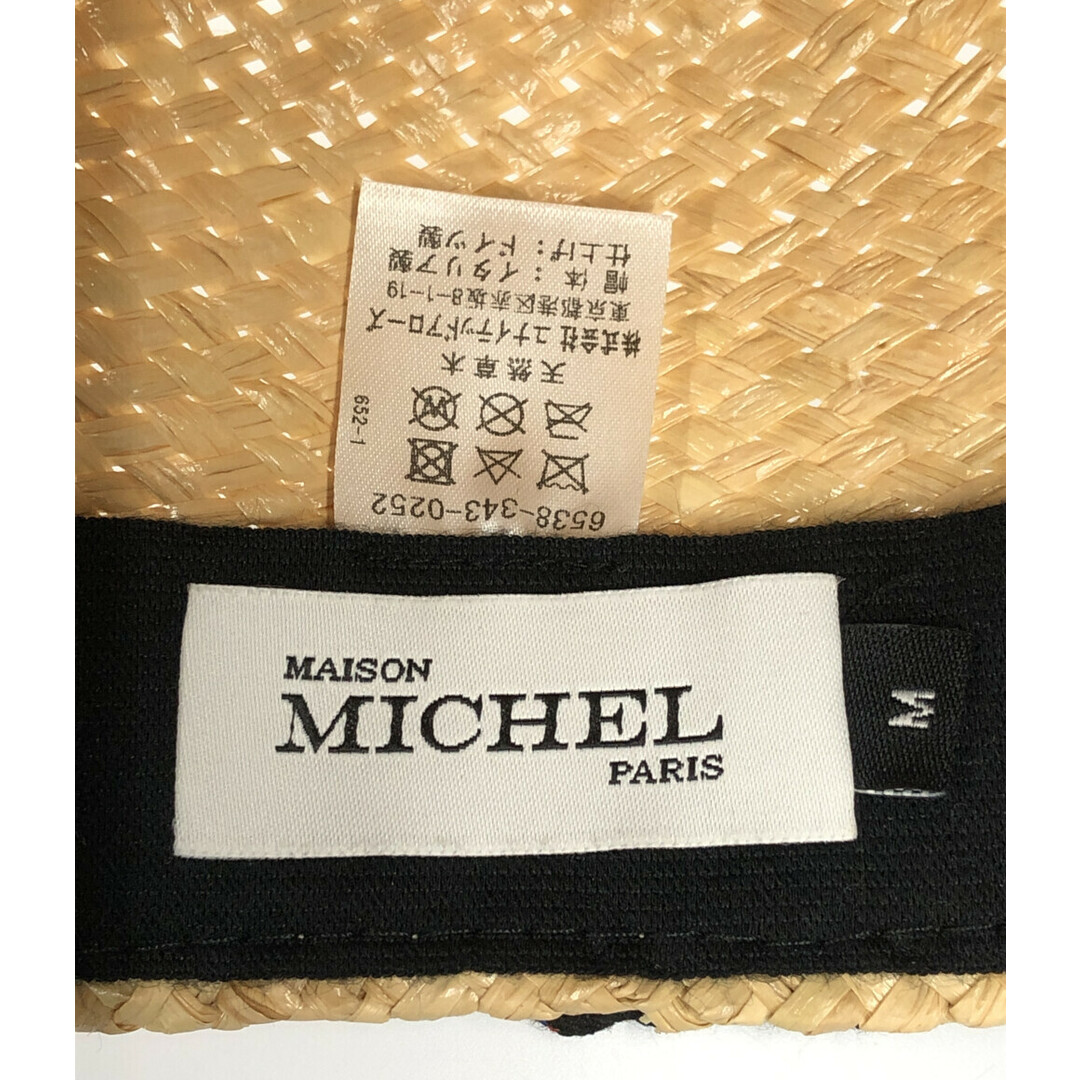 6538-343-0252
天然草木
株式会社 ユナイテッドアローズ
東京都港区赤坂8-1-19
帽 体：イタリア製
仕上げ：ドイツ製
652-1
MAISON
MICHEL
PARIS
M